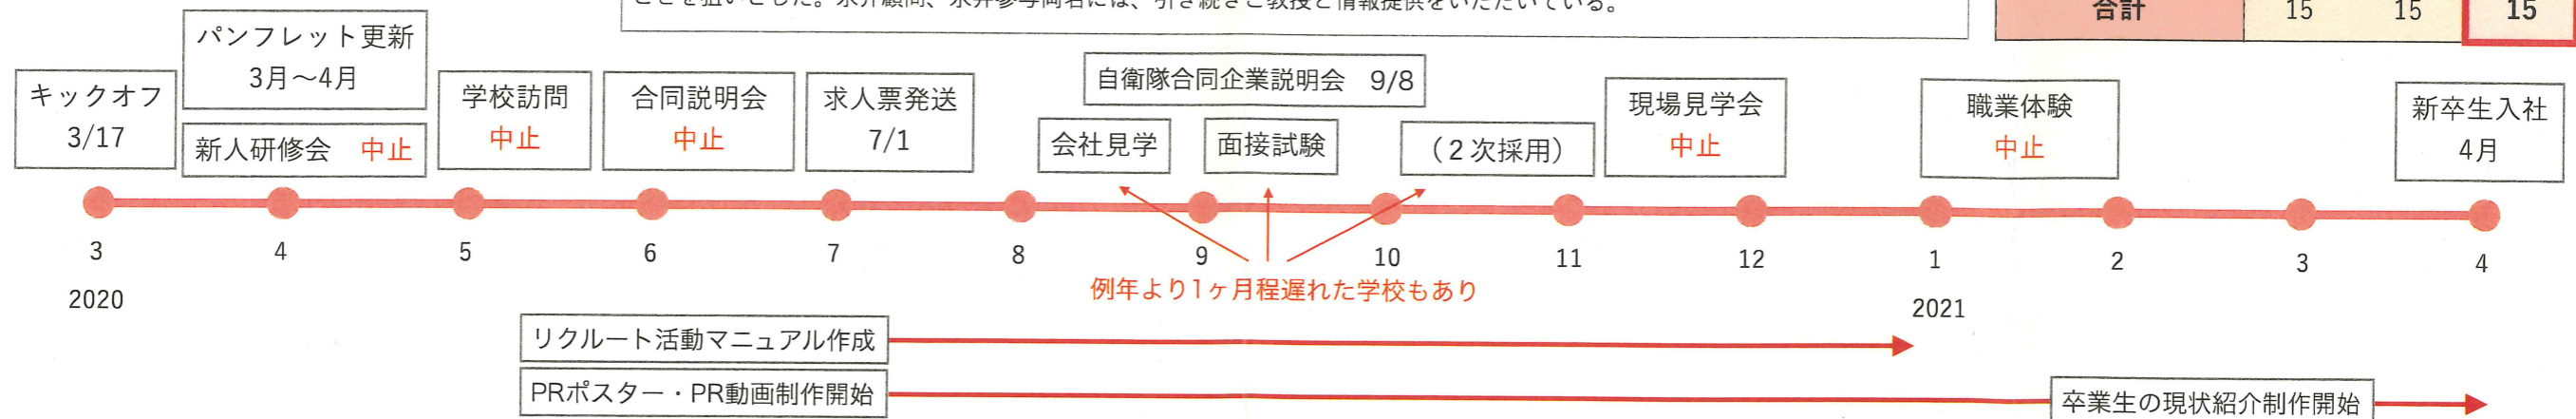 合計 15 15 15
パンフレット更新
3月～4月
キックオフ
3/17
新人研修会 中止
学校訪問
中止
合同説明会
中止
求人票発送
7/1
自衛隊合同企業説明会 9/8
会社見学
面接試験
（２次採用）
現場見学会
中止
職業体験
中止
新卒生入社
4月
3 4 5 6 7 8 9 10 11 12 1 2 3 4
2020 2021
例年より1ヶ月程遅れた学校もあり
リクルート活動マニュアル作成
PRポスター・PR動画制作開始
卒業生の現状紹介制作開始